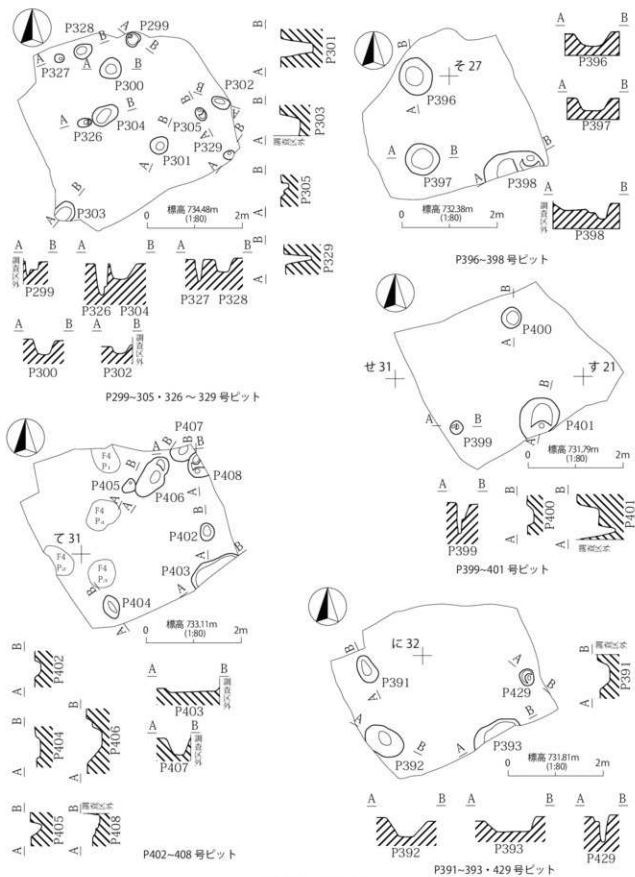 P328
P299
P327
P300
P302
P304
P305
P326
P301
P329
P303
A
B
標高 734.48m
(1:80)
0
2m
P301
P303
調査区外
P305
P329
A B
調査区外
P299
A B
P326 P304
A B
P327 P328
A B
P300
A B
調査区外
P302
P299~305・326 ~ 329 号ピット
そ 27
P396
P397
P398
A
B
標高 732.38m
(1:80)
0
2m
A B
P396
A B
P397
A B
調査区外
P398
P396~398 号ピット
せ 31
す 21
P400
P399
P401
標高 731.79m
(1:80)
0
2m
A B
P399
P400
P401
調査区外
P399~401 号ピット
P407
P408
F4
P405
P406
F4
P402
て 31
F4
F4
P403
P404
標高 733.11m
(1:80)
0
2m
P402
A B
調査区外
P403
P404
P406
A B
調査区外
P407
P405
調査区外
P408
P402~408 号ピット
に 32
P391
P429
P392
P393
標高 731.81m
(1:80)
0
2m
調査区外
P391
A B
P392
A B
P393
A B
P429
P391~393・429 号ピット